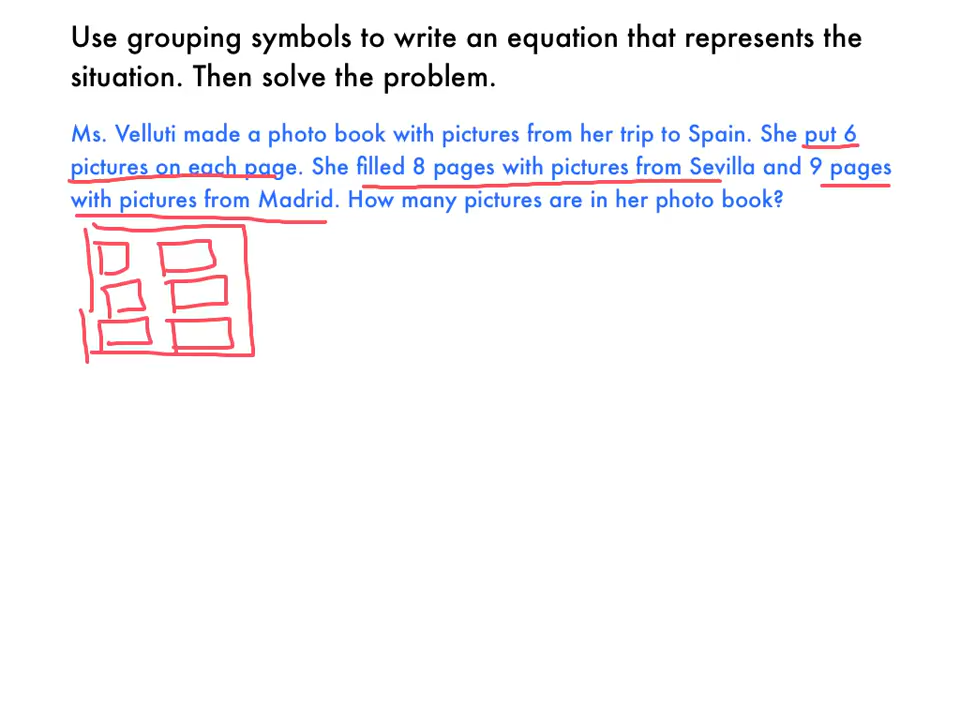 Use grouping symbols to write an equation that represents the
situation. Then solve the problem.
Ms. Velluti made a photo book with pictures from her trip to Spain. She put 6
pictures on each page. She filled 8 pages with pictures from Sevilla and 9 pages
with pictures from Madrid. How many pictures are in her photo book?